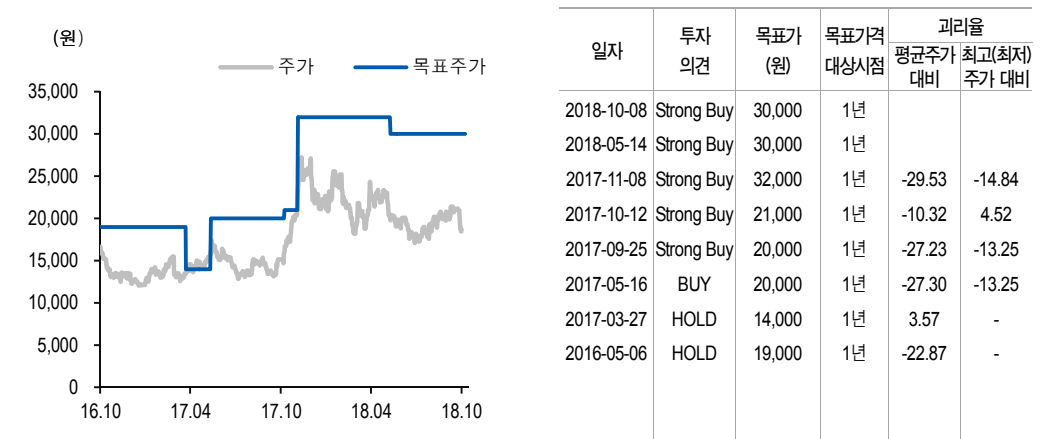 (원)
주가 목표주가
35,000
30,000
25,000
20,000
15,000
10,000
5,000
0
16.10 17.04 17.10 18.04 18.10
일자 투자 의견 목표가 (원) 목표가격 대상시점 괴리율
평균주가 대비 최고(최저) 주가 대비
2018-10-08 Strong Buy 30,000 1년
2018-05-14 Strong Buy 30,000 1년
2017-11-08 Strong Buy 32,000 1년 -29.53 -14.84
2017-10-12 Strong Buy 21,000 1년 -10.32 4.52
2017-09-25 Strong Buy 20,000 1년 -27.23 -13.25
2017-05-16 BUY 20,000 1년 -27.30 -13.25
2017-03-27 HOLD 14,000 1년 3.57 -
2016-05-06 HOLD 19,000 1년 -22.87 -